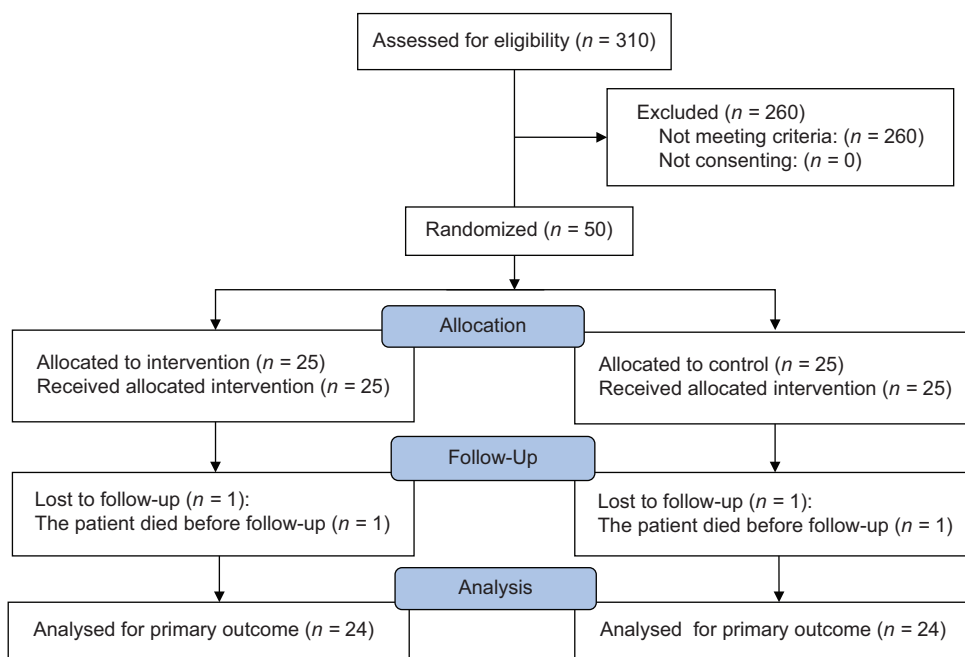 Assessed for eligibility (n = 310)
Excluded (n = 260)
Not meeting criteria: (n = 260)
Not consenting: (n = 0)
Randomized (n = 50)
Allocation
Allocated to intervention (n = 25)
Received allocated intervention (n = 25)
Allocated to control (n = 25)
Received allocated intervention (n = 25)
Follow-Up
Lost to follow-up (n = 1):
The patient died before follow-up (n = 1)
Lost to follow-up (n = 1):
The patient died before follow-up (n = 1)
Analysis
Analysed for primary outcome (n = 24)
Analysed for primary outcome (n = 24)